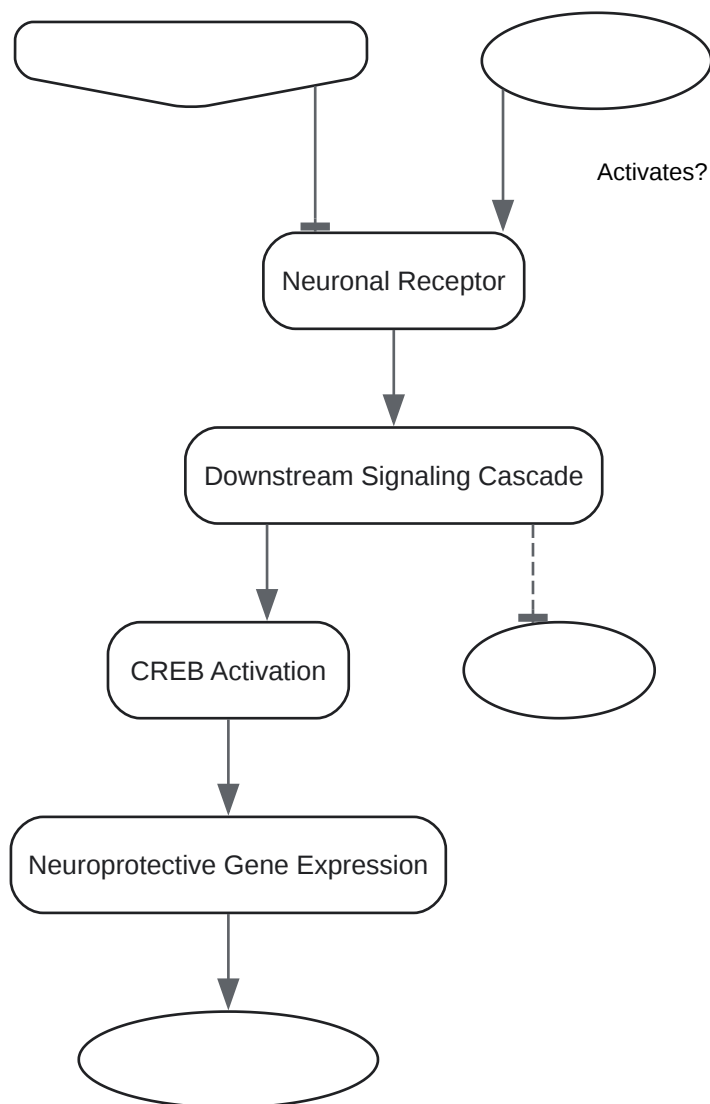 Activates?
Neuronal Receptor
Downstream Signaling Cascade
CREB Activation
Neuroprotective Gene Expression